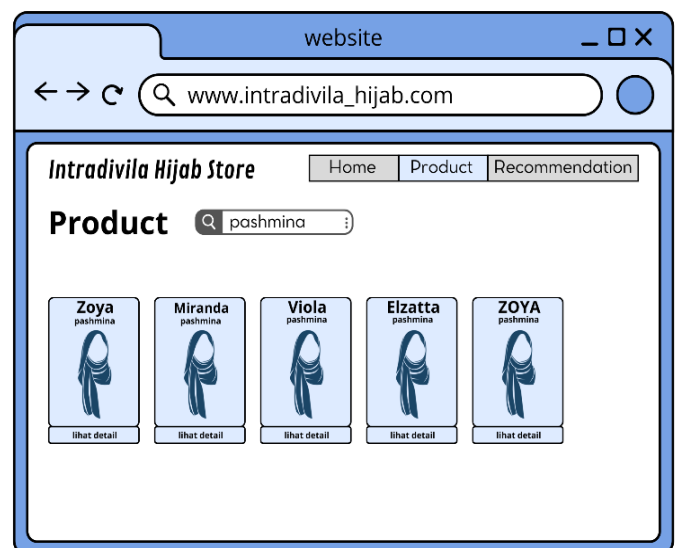 website
www.intradivila_hijab.com
Intradivila Hijab Store
Home Product Recommendation
Product pashmina
Zoya Miranda Viola Elzatta ZOYA
pashmina pashmina pashmina pashmina pashmina
lihat detail lihat detail lihat detail lihat detail lihat detail